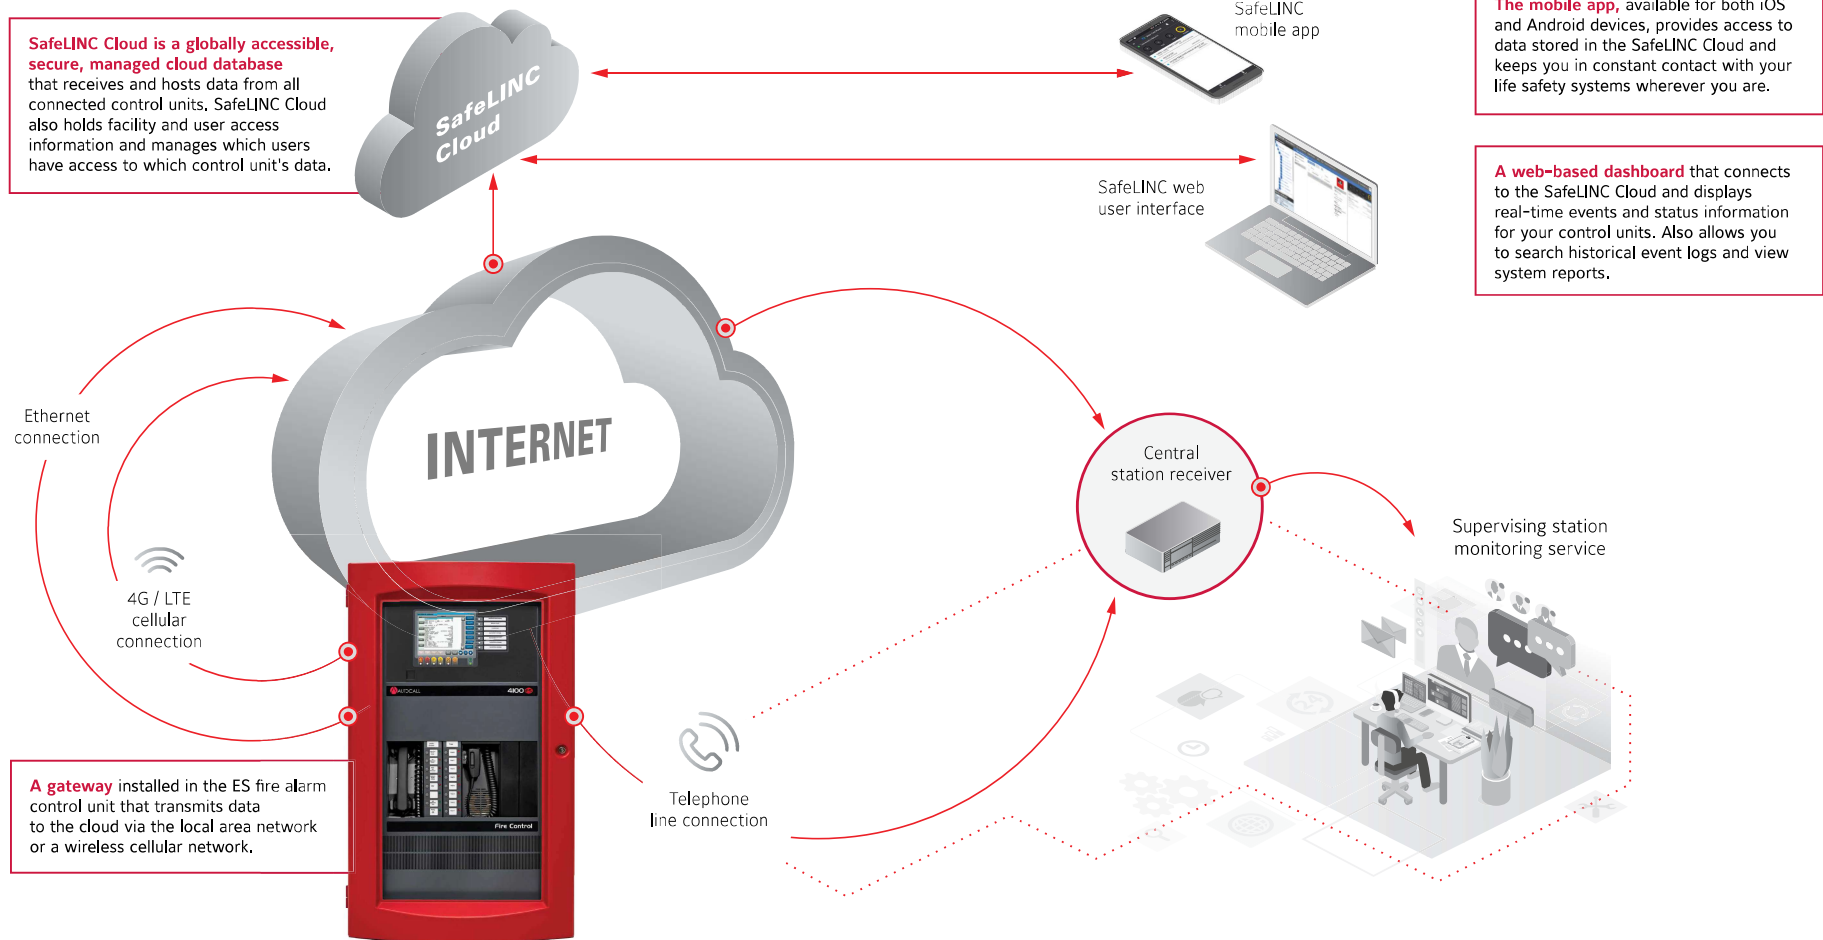 SafeLINC Cloud is a globally accessible,
secure, managed cloud database
that receives and hosts data from all
connected control units. SafeLINC Cloud
also holds facility and user access
information and manages which users
have access to which control unit's data.
SafeLINC
Cloud
SafeLINC
mobile app
The mobile app, available for both iOS
and Android devices, provides access to
data stored in the SafeLINC Cloud and
keeps you in constant contact with your
life safety systems wherever you are.
SafeLINC web
user interface
A web-based dashboard that connects
to the SafeLINC Cloud and displays
real-time events and status information
for your control units. Also allows you
to search historical event logs and view
system reports.
Ethernet
connection
INTERNET
4G / LTE
cellular
connection
Central
station receiver
Supervising station
monitoring service
AUTOCALL
4100ES
Fire Control
Telephone
line connection
A gateway installed in the ES fire alarm
control unit that transmits data
to the cloud via the local area network
or a wireless cellular network.